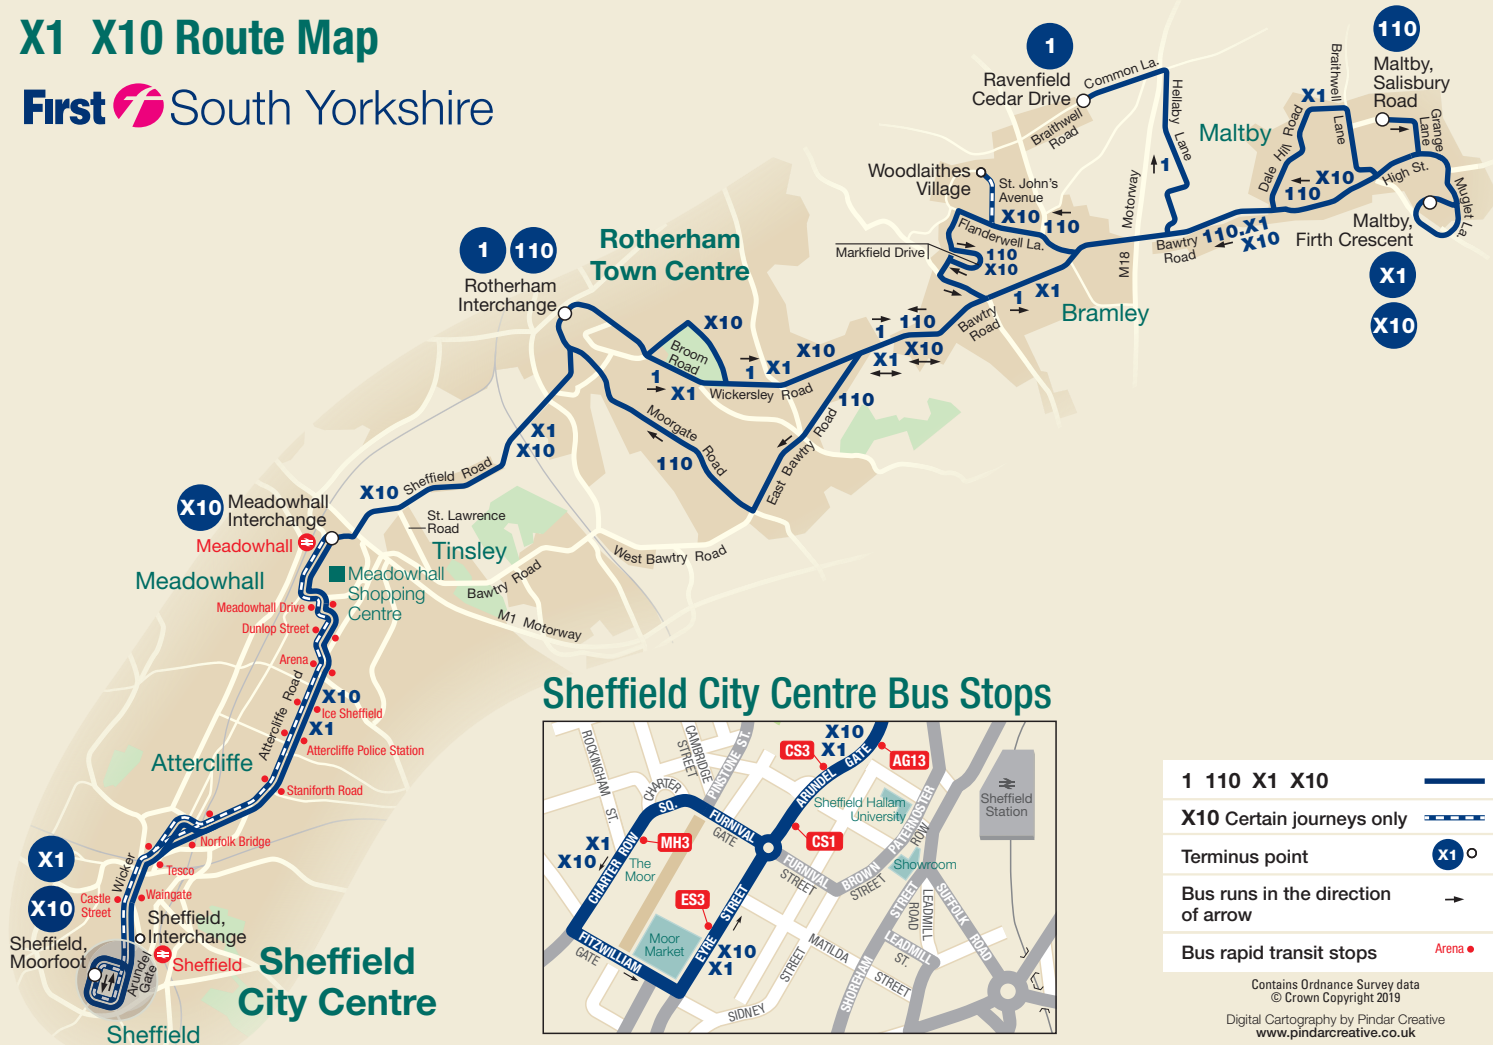 X1 X10 Route Map
First South Yorkshire
1
Ravenfield
Cedar Drive
Common La.
Braithwell
Road
Hellaby Lane
110
Maltby,
Salisbury
Road
Braithwell
Lane
Grange
Lane
X1
Maltby
Dale Hill Road
X10
110
High St.
Muglet La.
Maltby,
Firth Crescent
X1
X10
Woodlaithes
Village
St. John's
Avenue
X10
110
Flanderwell La.
Markfield Drive
110
X10
1
Motorway
M18
Bawtry
Road
110.X1
X10
1
X1
Bawtry
Road
Bramley
1
110
Rotherham
Interchange
Rotherham
Town Centre
X10
Broom
Road
1
X1
1
X1
X10
Wickersley Road
1
110
X1
X10
110
East Bawtry Road
Moorgate Road
110
X1
X10
Sheffield Road
X10
X10
Meadowhall
Interchange
Meadowhall
St. Lawrence
Road
Tinsley
West Bawtry Road
Bawtry Road
M1 Motorway
Meadowhall
Meadowhall
Shopping
Centre
Meadowhall Drive
Dunlop Street
Arena
Attercliffe Road
X10
Ice Sheffield
X1
Attercliffe Police Station
Attercliffe
Staniforth Road
Norfolk Bridge
Wicker
Tesco
Castle
Street
Waingate
X1
X10
Sheffield,
Moorfoot
Sheffield,
Interchange
Arundel
Gate
Sheffield
Sheffield
City Centre
Sheffield
Sheffield City Centre Bus Stops
ROCKINGHAM ST.
CAMBRIDGE
STREET
PINSTONE ST.
X10
X1
CS3
AG13
ARUNDEL GATE
CHARTER
SQ.
FURNIVAL
GATE
Sheffield Hallam
University
Sheffield
Station
PATERNOSTER
ROW
CS1
MH3
X1
X10
CHARTER ROW
The
Moor
FURNIVAL
STREET
BROWN
STREET
Showroom
ES3
EYRE STREET
Moor
Market
X10
X1
FITZWILLIAM
GATE
SIDNEY STREET
MATILDA STREET
SHOREHAM STREET
LEADMILL
ROAD
LEADMILL
ST.
SUFFOLK ROAD
1 110 X1 X10
X10 Certain journeys only
Terminus point
X1
Bus runs in the direction
of arrow
Bus rapid transit stops
Arena
Contains Ordnance Survey data
© Crown Copyright 2019
Digital Cartography by Pindar Creative
www.pindarcreative.co.uk